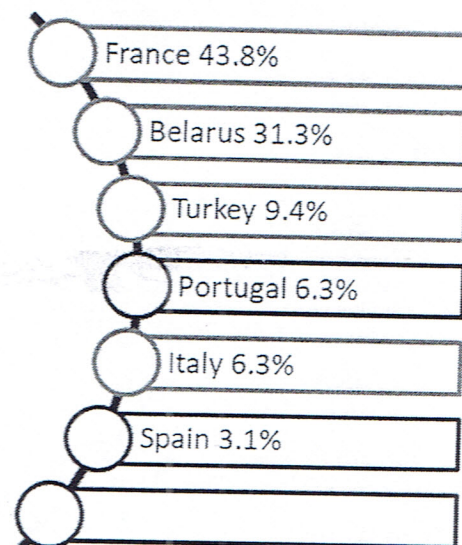 France 43.8%
Belarus 31.3%
Turkey 9.4%
Portugal 6.3%
Italy 6.3%
Spain 3.1%